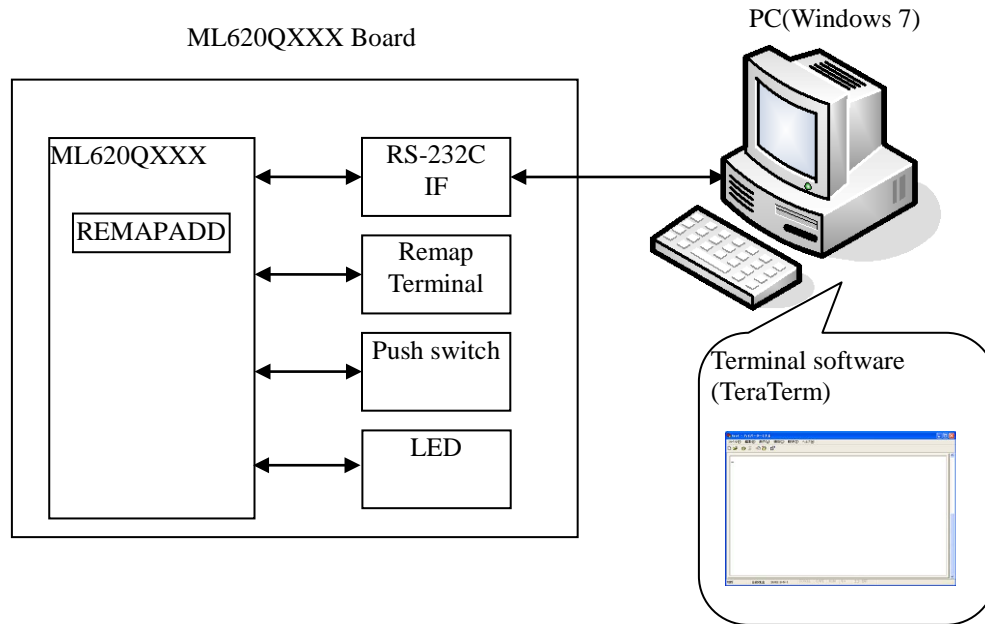 PC(Windows 7)
ML620QXXX Board
ML620QXXX
REMAPADD
RS-232C
IF
Remap
Terminal
Push switch
LED
Terminal software
(TeraTerm)